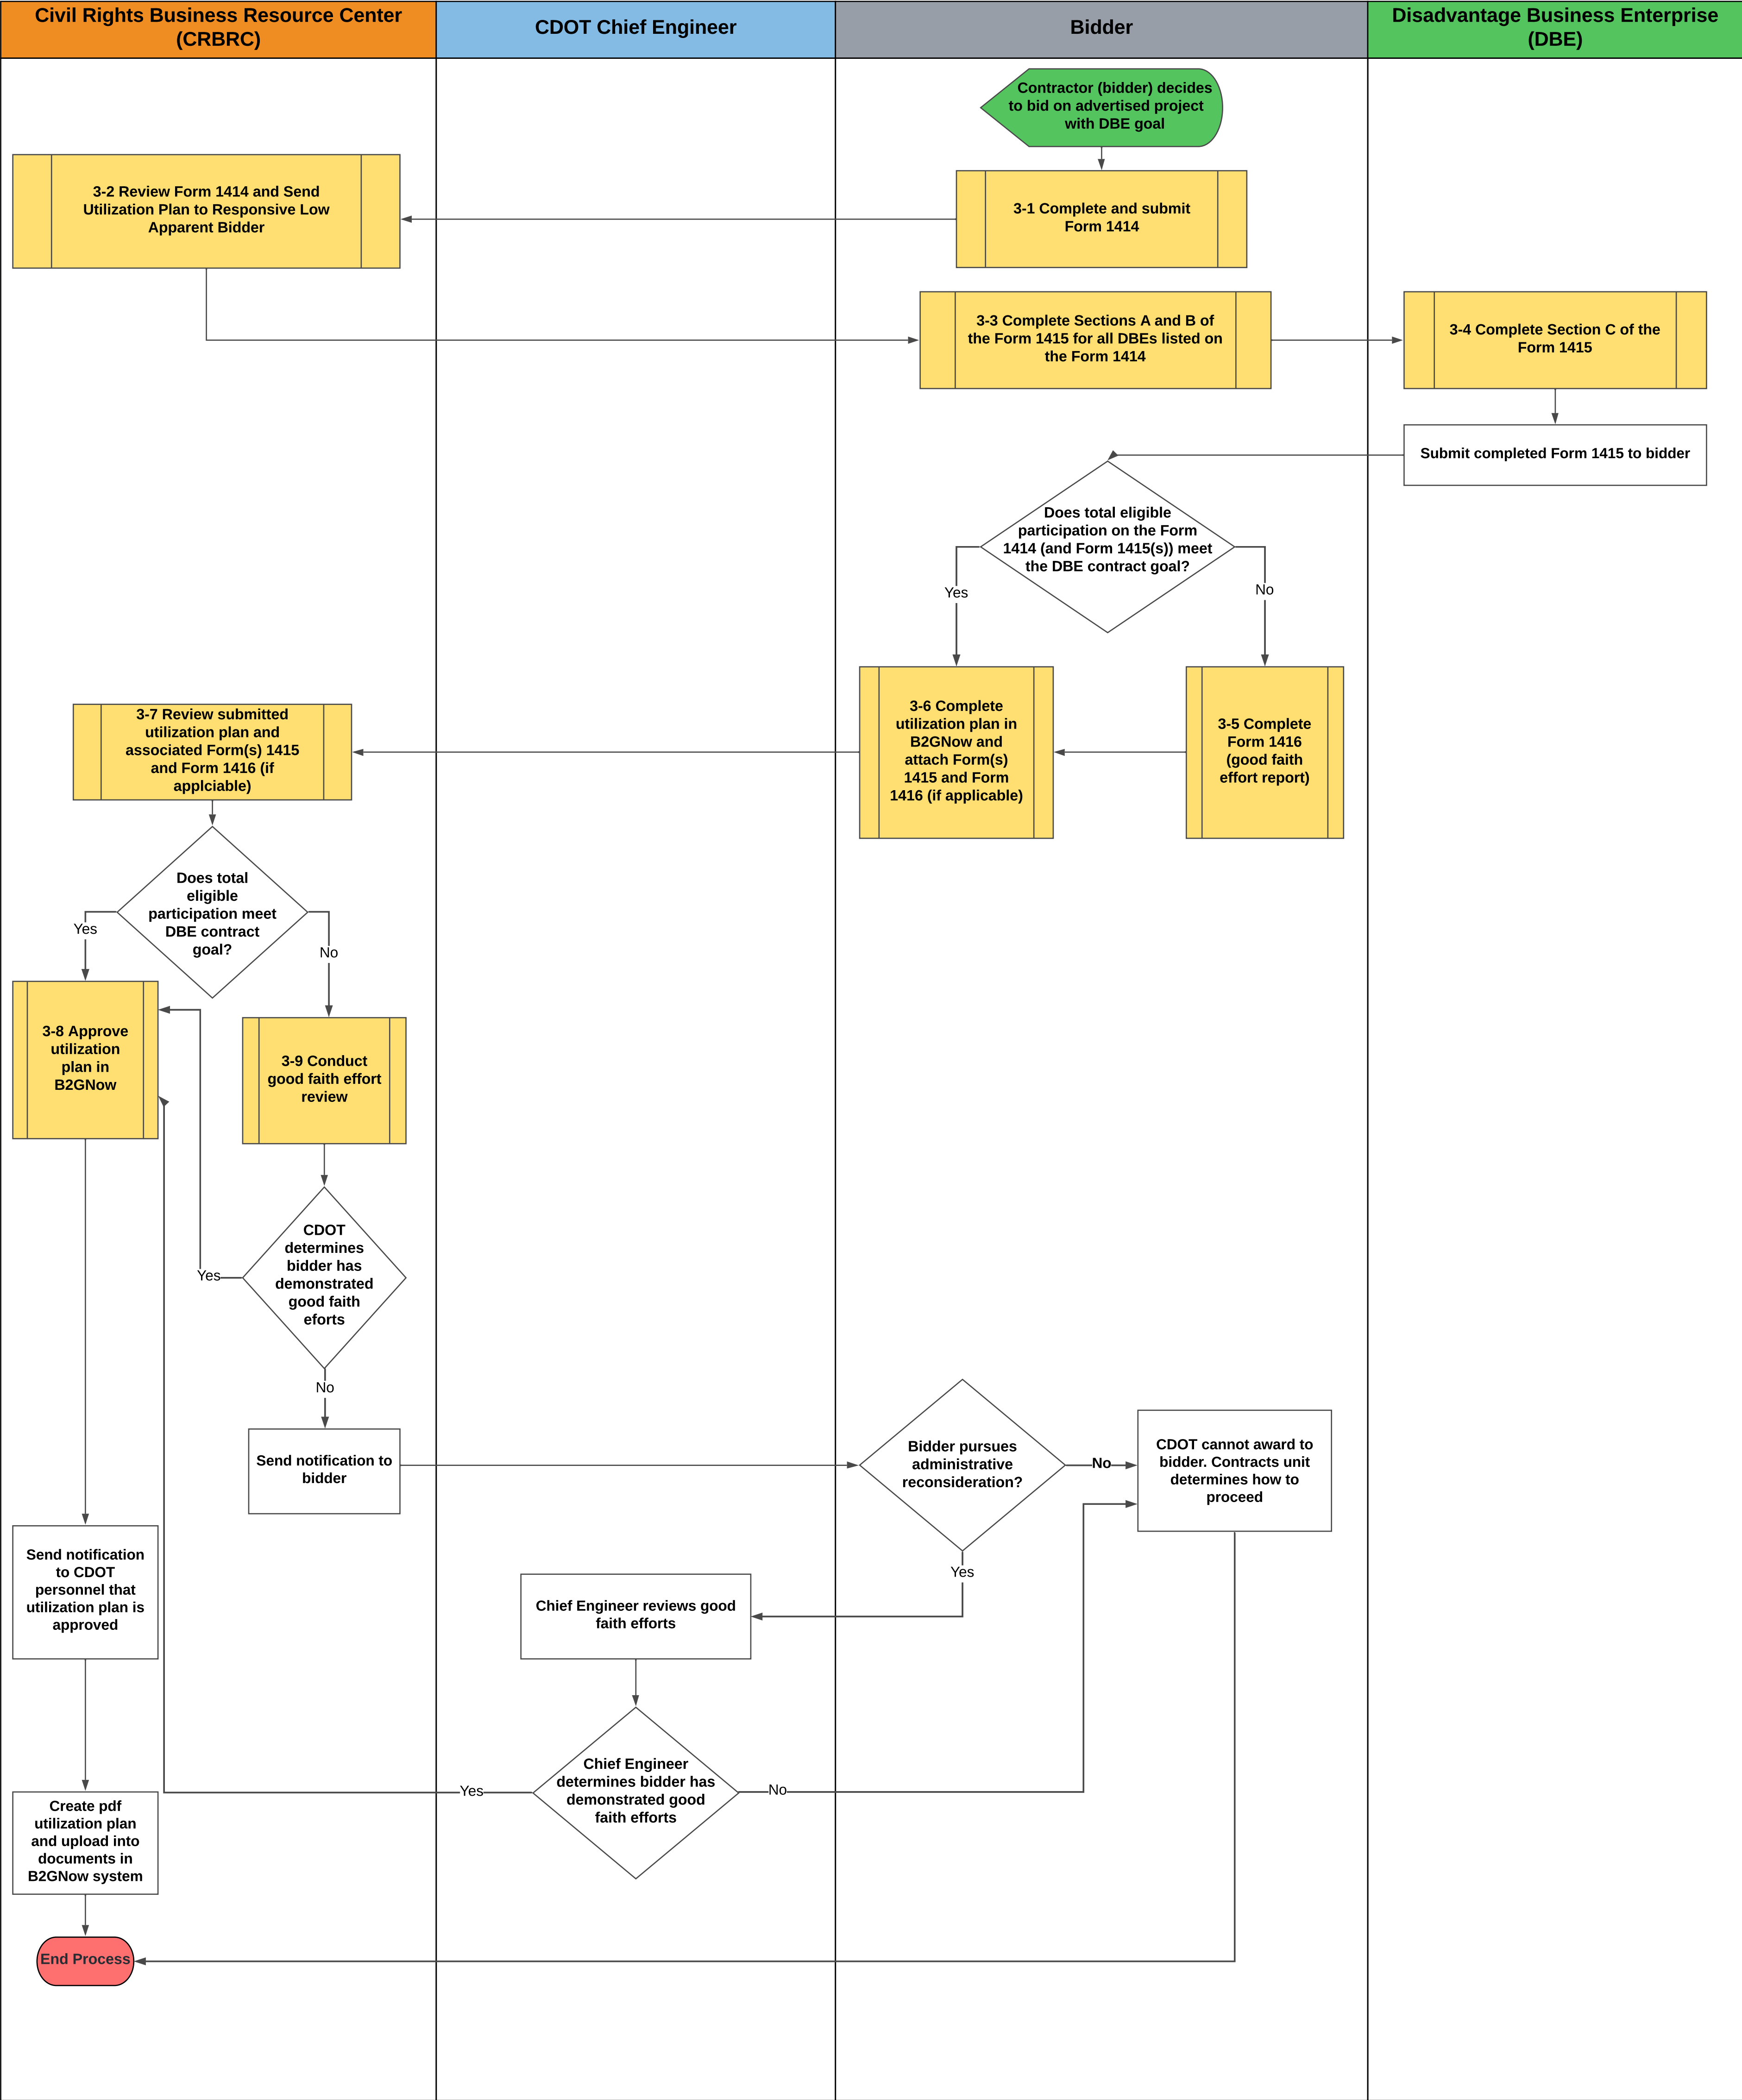 Civil Rights Business Resource Center
(CRBRC)
CDOT Chief Engineer
Bidder
Disadvantage Business Enterprise
(DBE)
Contractor (bidder) decides
to bid on advertised project
with DBE goal
3-2 Review Form 1414 and Send
Utilization Plan to Responsive Low
Apparent Bidder
3-1 Complete and submit
Form 1414
3-3 Complete Sections A and B of
the Form 1415 for all DBEs listed on
the Form 1414
3-4 Complete Section C of the
Form 1415
Submit completed Form 1415 to bidder
Does total eligible
participation on the Form
1414 (and Form 1415(s)) meet
the DBE contract goal?
Yes
No
3-7 Review submitted
utilization plan and
associated Form(s) 1415
and Form 1416 (if
applciable)
3-6 Complete
utilization plan in
B2GNow and
attach Form(s)
1415 and Form
1416 (if applicable)
3-5 Complete
Form 1416
(good faith
effort report)
Does total
eligible
participation meet
DBE contract
goal?
Yes
No
3-8 Approve
utilization
plan in
B2GNow
3-9 Conduct
good faith effort
review
CDOT
determines
bidder has
demonstrated
good faith
eforts
Yes
No
Send notification to
bidder
Bidder pursues
administrative
reconsideration?
No
CDOT cannot award to
bidder. Contracts unit
determines how to
proceed
Yes
Send notification
to CDOT
personnel that
utilization plan is
approved
Chief Engineer reviews good
faith efforts
Chief Engineer
determines bidder has
demonstrated good
faith efforts
Yes
No
Create pdf
utilization plan
and upload into
documents in
B2GNow system
End Process